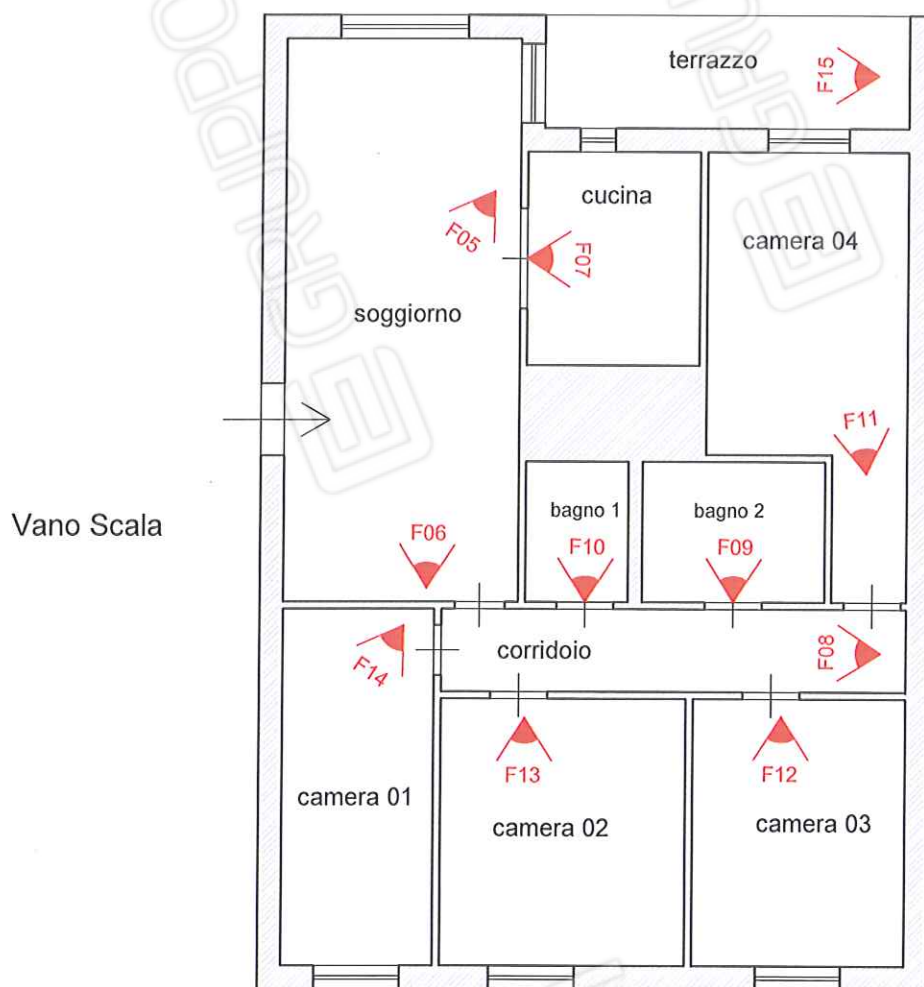 terrazzo
F15
cucina
camera 04
F05
F07
soggiorno
F11
Vano Scala
bagno 1
bagno 2
F06
F10
F09
corridoio
F08
F14
F13
F12
camera 01
camera 02
camera 03
GRUPPO